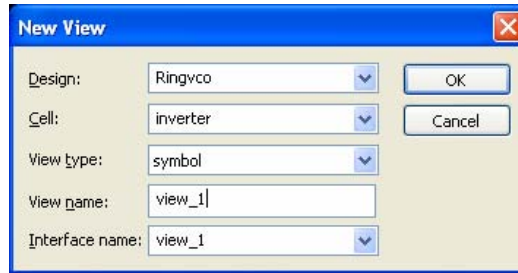 New View
Design: Ringvco OK
Cell: inverter Cancel
View type: symbol
View name: view_1
Interface name: view_1